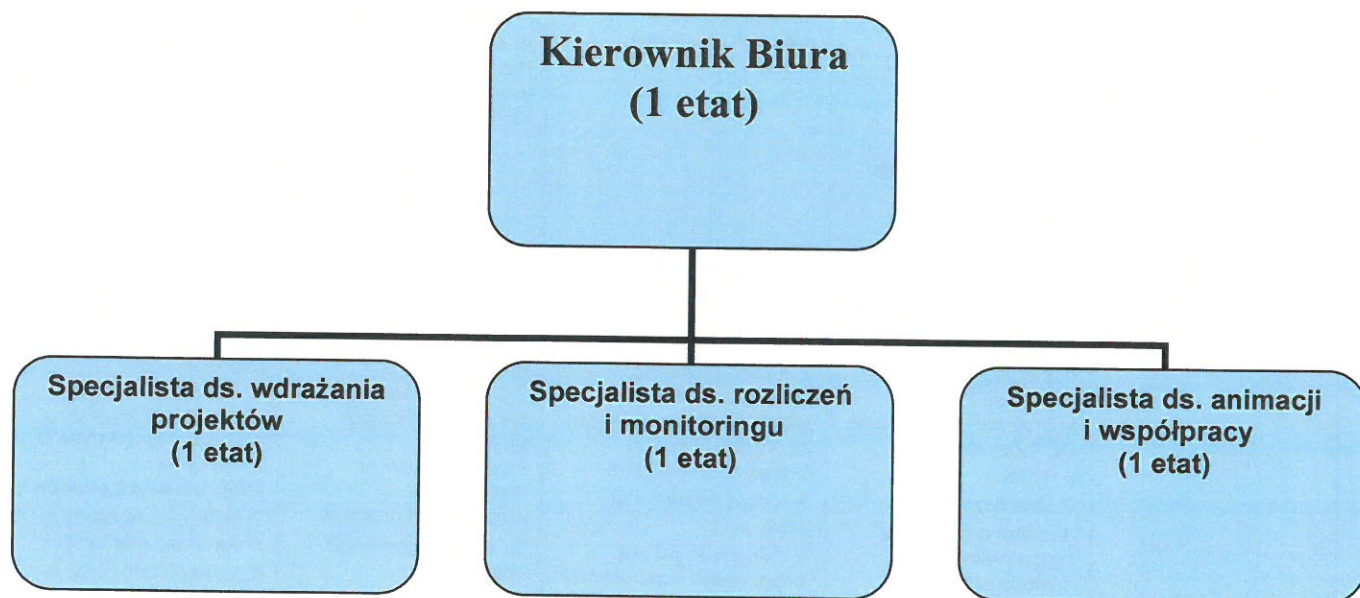 Kierownik Biura
(1 etat)
Specjalista ds. wdrażania
projektów
(1 etat)
Specjalista ds. rozliczeń
i monitoringu
(1 etat)
Specjalista ds. animacji
i współpracy
(1 etat)